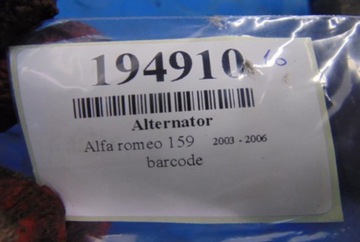 194910
Alternator
Alfa romeo 159 2003 - 2006
barcode